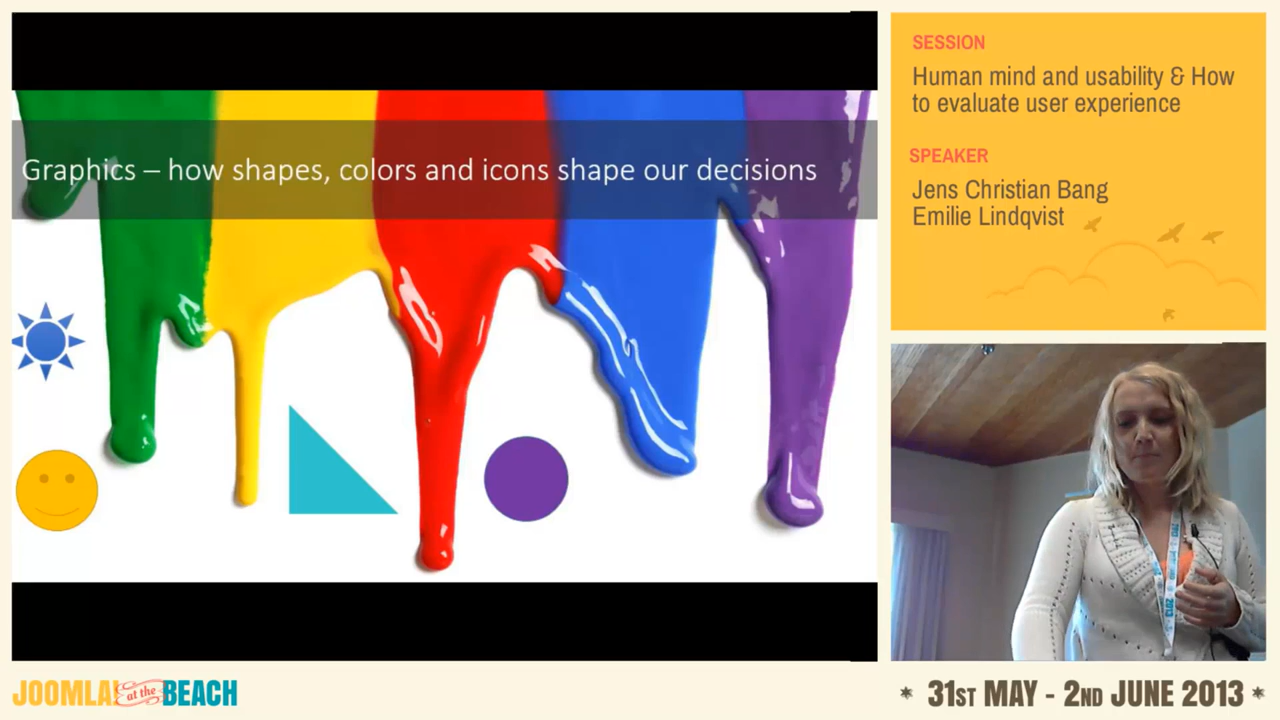 Graphics – how shapes, colors and icons shape our decisions
SESSION
Human mind and usability & How
to evaluate user experience
SPEAKER
Jens Christian Bang
Emilie Lindqvist
2013
JOOMLA! at the BEACH
* 31ST MAY - 2ND JUNE 2013 *